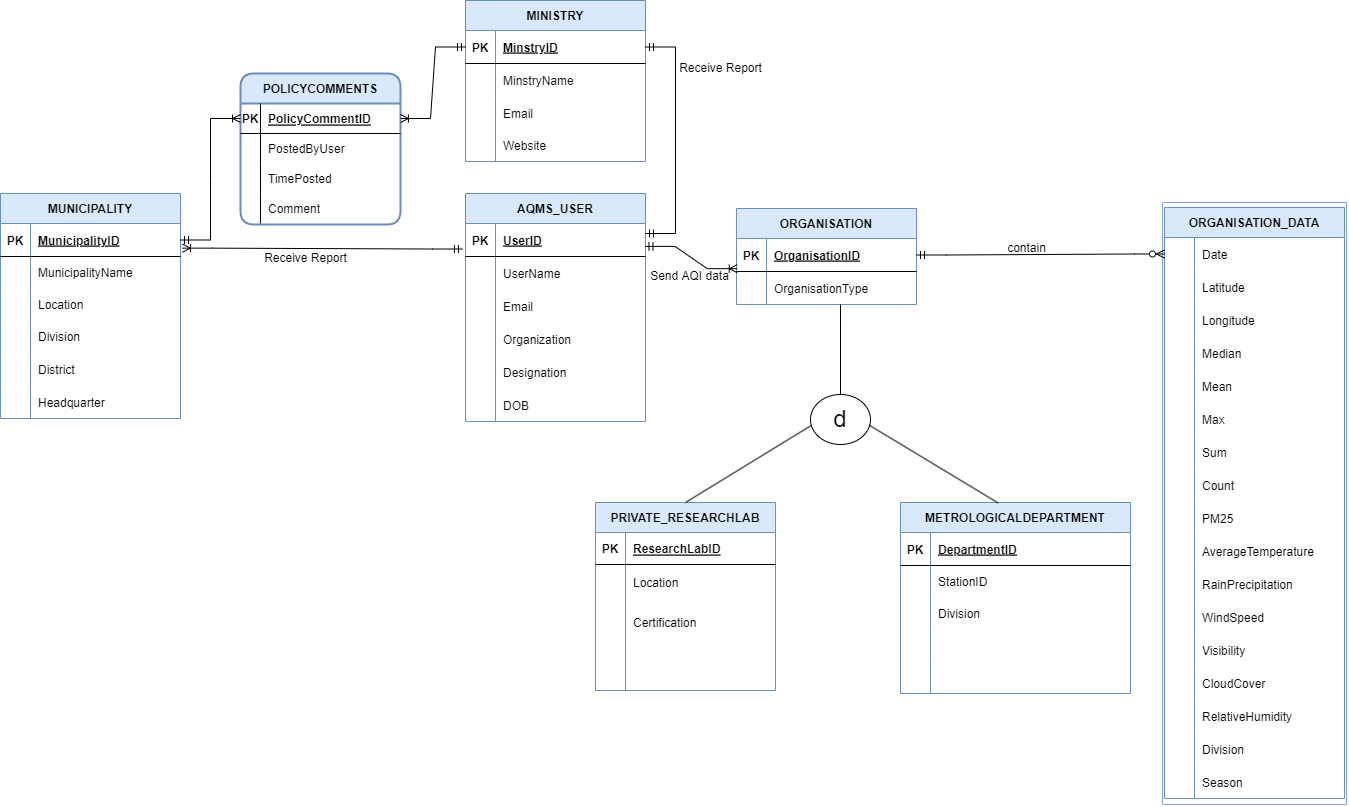 MINISTRY
PK MinstryID
MinstryName
Email
Website
Receive Report
POLICYCOMMENTS
PK PolicyCommentID
PostedByUser
TimePosted
Comment
MUNICIPALITY
PK MunicipalityID
MunicipalityName
Location
Division
District
Headquarter
Receive Report
AQMS_USER
PK UserID
UserName
Email
Organization
Designation
DOB
Send AQI data
ORGANISATION
PK OrganisationID
OrganisationType
contain
d
PRIVATE_RESEARCHLAB
PK ResearchLabID
Location
Certification
METROLOGICALDEPARTMENT
PK DepartmentID
StationID
Division
ORGANISATION_DATA
Date
Latitude
Longitude
Median
Mean
Max
Sum
Count
PM25
AverageTemperature
RainPrecipitation
WindSpeed
Visibility
CloudCover
RelativeHumidity
Division
Season